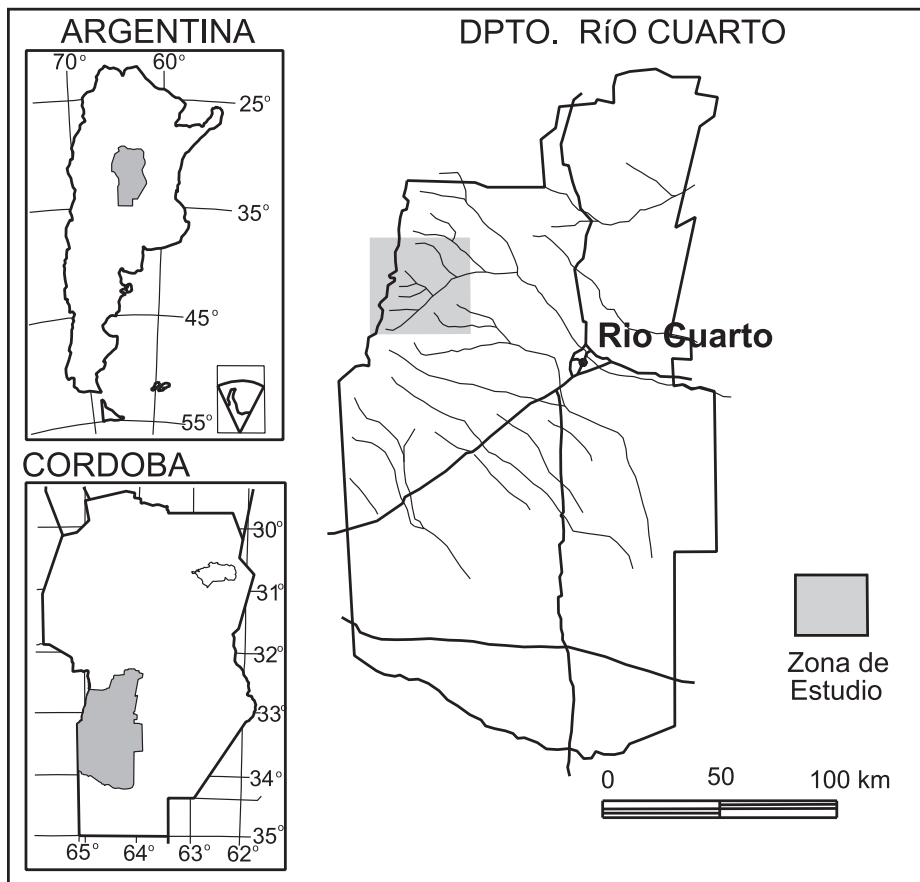 ARGENTINA
70° 60°
25°
35°
45°
55°
CORDOBA
30°
31°
32°
33°
34°
35°
65° 64° 63° 62°
DPTO. RíO CUARTO
Rio Cuarto
Zona de
Estudio
0 50 100 km